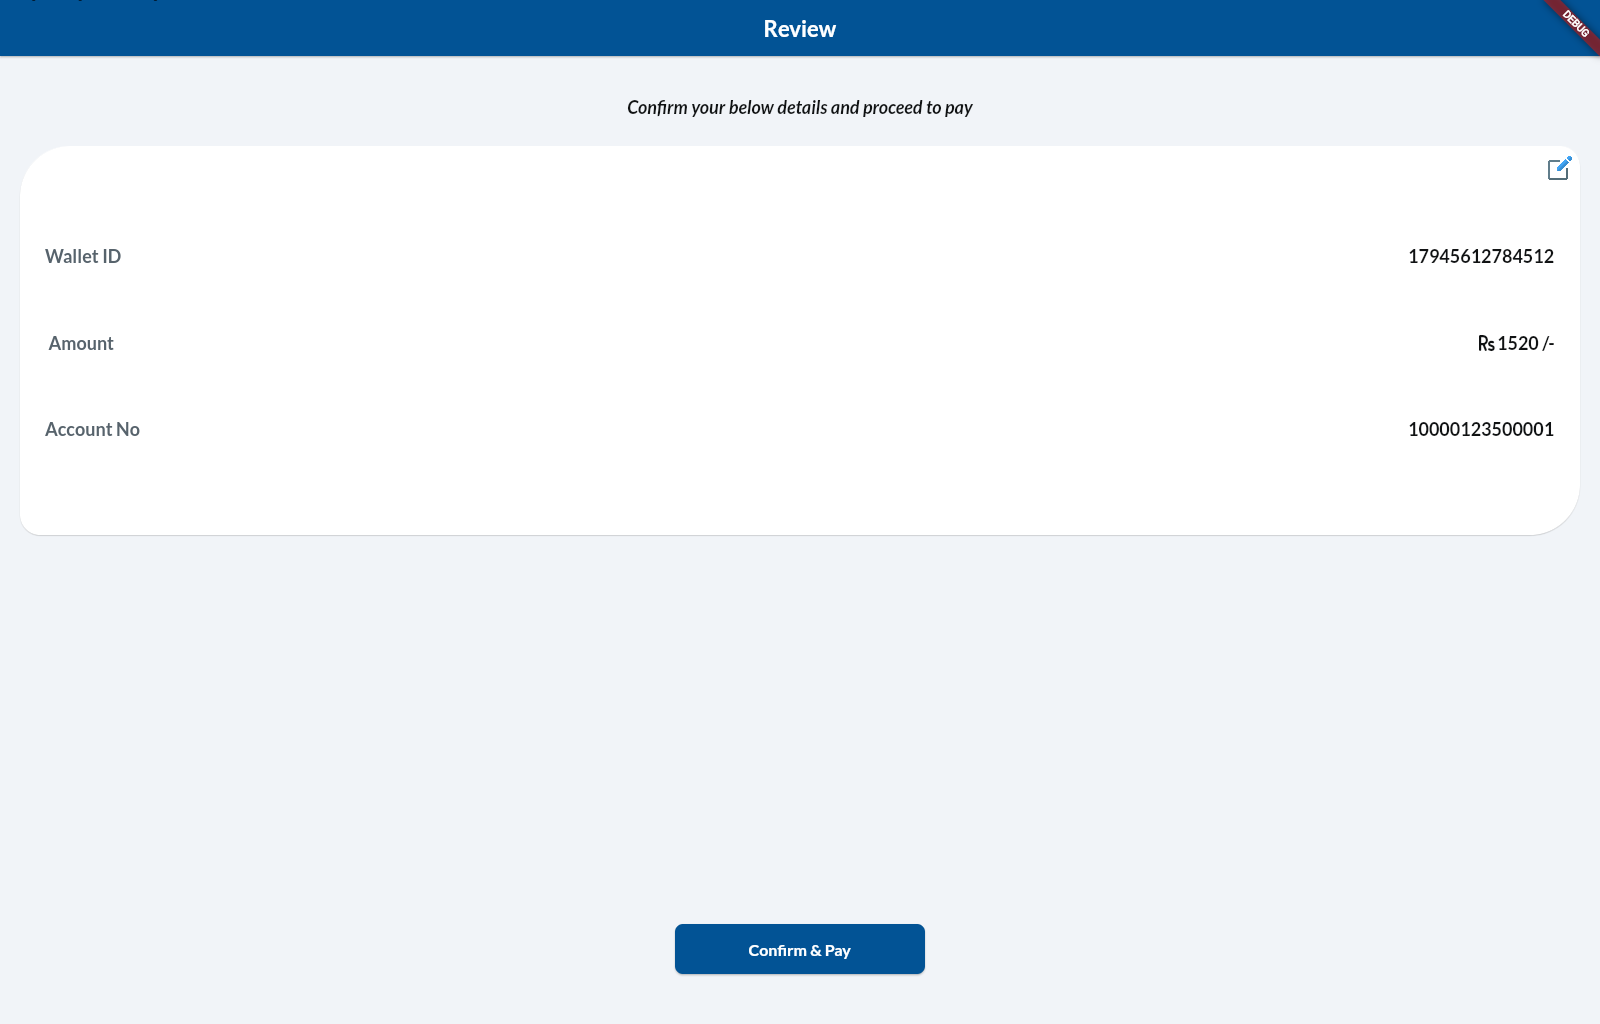 Review
DEBUG
Confirm your below details and proceed to pay
Wallet ID 17945612784512
Amount ₨ 1520 /-
Account No 10000123500001
Confirm & Pay